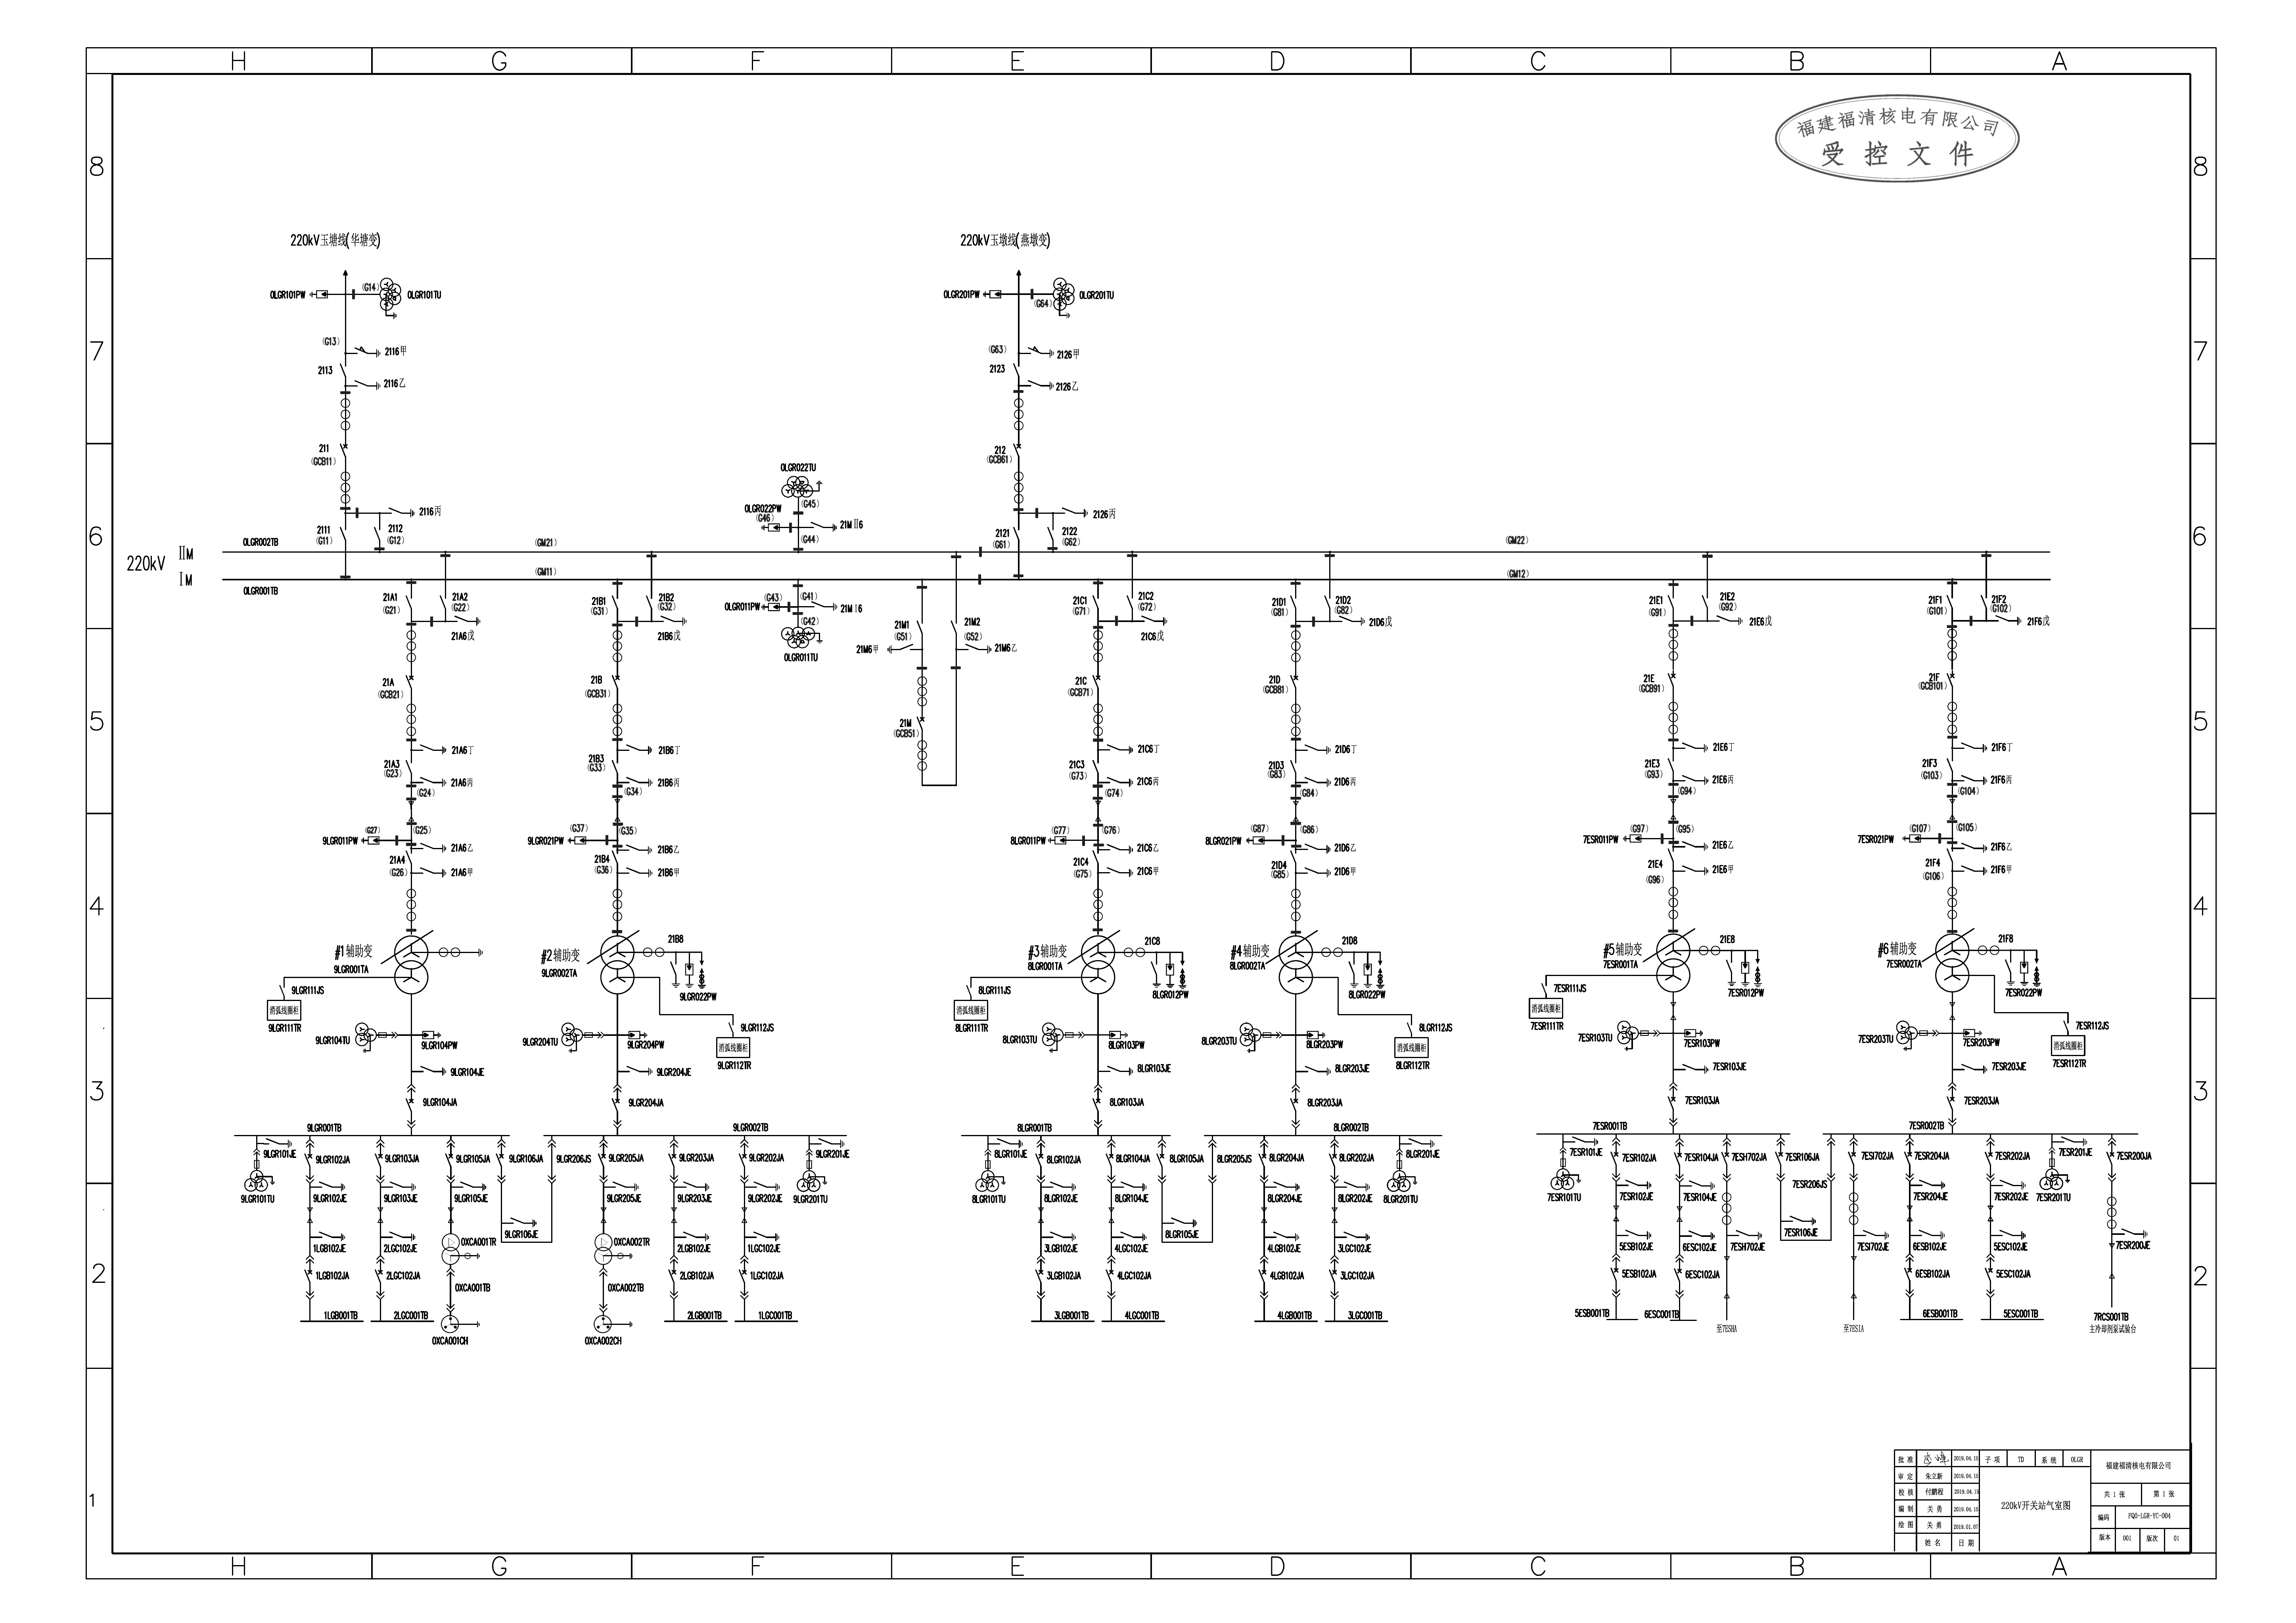 H G F E D C B A
福建福清核电有限公司
受控文件
8 8
220kV玉塘线(华塘变) 220kV玉墩线(燕墩变)
(G14) 0LGR101PW 0LGR101TU 0LGR201PW 0LGR201TU
(G64)
7 (G13) 2116甲 (G63) 2126甲 7
2113 2116乙 2123 2126乙
211 212
(GCB11) (GCB61)
0LGR022TU
0LGR022PW (G45)
2116丙 (G46) 21MⅡ6 2126丙
6 2111 2112 2121 2122 6
(G11) (G12) (G44) (G61) (G62)
0LGR002TB (GM21) (GM22)
220kV ⅡM
ⅠM (GM11) (GM12)
0LGR001TB
21A1 21A2 21B1 21B2 (G43) (G41) 21C1 21C2 21D1 21D2 21E1 21E2 21F1 21F2
(G21) (G22) (G31) (G32) 0LGR011PW 21MⅠ6 (G71) (G72) (G81) (G82) (G91) (G92) (G101) (G102)
(G42) 21M1 21M2
21A6戊 21B6戊 (G51) (G52) 21C6戊 21D6戊 21E6戊 21F6戊
0LGR011TU 21M6甲 21M6乙
21A 21B 21C 21D 21E 21F
(GCB21) (GCB31) (GCB71) (GCB81) (GCB91) (GCB101)
5 21M 5
(GCB51)
21A6丁 21B6丁 21C6丁 21D6丁 21E6丁 21F6丁
21A3 21B3 21C3 21D3 21E3 21F3
(G23) (G33) (G73) (G83) (G93) (G103)
21A6丙 21B6丙 21C6丙 21D6丙 21E6丙 21F6丙
(G24) (G34) (G74) (G84) (G94) (G104)
(G27) (G25) (G37) (G35) (G77) (G76) (G87) (G86) (G97) (G95) (G107) (G105)
9LGR011PW 9LGR021PW 8LGR011PW 8LGR021PW 7ESR011PW 7ESR021PW
21A6乙 21B6乙 21C6乙 21D6乙 21E6乙 21F6乙
21A4 21B4 21C4 21D4 21E4 21F4
(G26) (G36) (G75) (G85) (G96) (G106)
21A6甲 21B6甲 21C6甲 21D6甲 21E6甲 21F6甲
4 4
#1辅助变 #2辅助变 21B8 #3辅助变 21C8 #4辅助变 21D8 #5辅助变 21E8 #6辅助变 21F8
9LGR001TA 9LGR002TA 8LGR001TA 8LGR002TA 7ESR001TA 7ESR002TA
9LGR111JS 9LGR022PW 8LGR111JS 8LGR012PW 8LGR022PW 7ESR111JS 7ESR012PW 7ESR022PW
消弧线圈柜 消弧线圈柜 消弧线圈柜
9LGR111TR 9LGR112JS 8LGR111TR 8LGR112JS 7ESR111TR 7ESR112JS
9LGR104TU 9LGR104PW 9LGR204TU 9LGR204PW 消弧线圈柜 8LGR103TU 8LGR103PW 8LGR203TU 8LGR203PW 消弧线圈柜 7ESR103TU 7ESR103PW 7ESR203TU 7ESR203PW 消弧线圈柜
9LGR112TR 8LGR112TR 7ESR112TR
9LGR104JE 9LGR204JE 8LGR103JE 8LGR203JE 7ESR103JE 7ESR203JE
3 3
9LGR104JA 9LGR204JA 8LGR103JA 8LGR203JA 7ESR103JA 7ESR203JA
9LGR001TB 9LGR002TB 8LGR001TB 8LGR002TB 7ESR001TB 7ESR002TB
9LGR101JE 9LGR102JA 9LGR103JA 9LGR105JA 9LGR106JA 9LGR206JS 9LGR205JA 9LGR203JA 9LGR202JA 9LGR201JE 8LGR101JE 8LGR102JA 8LGR104JA 8LGR105JA 8LGR205JS 8LGR204JA 8LGR202JA 8LGR201JE 7ESR101JE 7ESR102JA 7ESR104JA 7ESH702JA 7ESR106JA 7ESI702JA 7ESR204JA 7ESR202JA 7ESR201JE 7ESR200JA
7ESR206JS
9LGR101TU 9LGR102JE 9LGR103JE 9LGR105JE 9LGR205JE 9LGR203JE 9LGR202JE 9LGR201TU 8LGR101TU 8LGR102JE 8LGR104JE 8LGR204JE 8LGR202JE 8LGR201TU 7ESR101TU 7ESR102JE 7ESR104JE 7ESR204JE 7ESR202JE 7ESR201TU
9LGR106JE 8LGR105JE 7ESR106JE
1LGB102JE 2LGC102JE 0XCA001TR 0XCA002TR 2LGB102JE 1LGC102JE 3LGB102JE 4LGC102JE 4LGB102JE 3LGC102JE 5ESB102JE 6ESC102JE 7ESH702JE 7ESI702JE 6ESB102JE 5ESC102JE 7ESR200JE
2 2
1LGB102JA 2LGC102JA 0XCA001TB 0XCA002TB 2LGB102JA 1LGC102JA 3LGB102JA 4LGC102JA 4LGB102JA 3LGC102JA 5ESB102JA 6ESC102JA 6ESB102JA 5ESC102JA
1LGB001TB 2LGC001TB 2LGB001TB 1LGC001TB 3LGB001TB 4LGC001TB 4LGB001TB 3LGC001TB 5ESB001TB 6ESC001TB 6ESB001TB 5ESC001TB 7RCS001TB
0XCA001CH 0XCA002CH 至7ESHA 至7ESIA 主冷却剂泵试验台
1
批准 2019.04.15 子项 TD 系统 0LGR 福建福清核电有限公司
审定 朱立新 2019.04.15
校核 付鹏程 2019.04.15 共 1 张 第 1 张
编制 关勇 2019.04.15 220kV开关站气室图 编码 FQ0-LGR-YC-004
绘图 关勇 2019.01.07
姓名 日期 版本 001 版次 01
H G F E D C B A